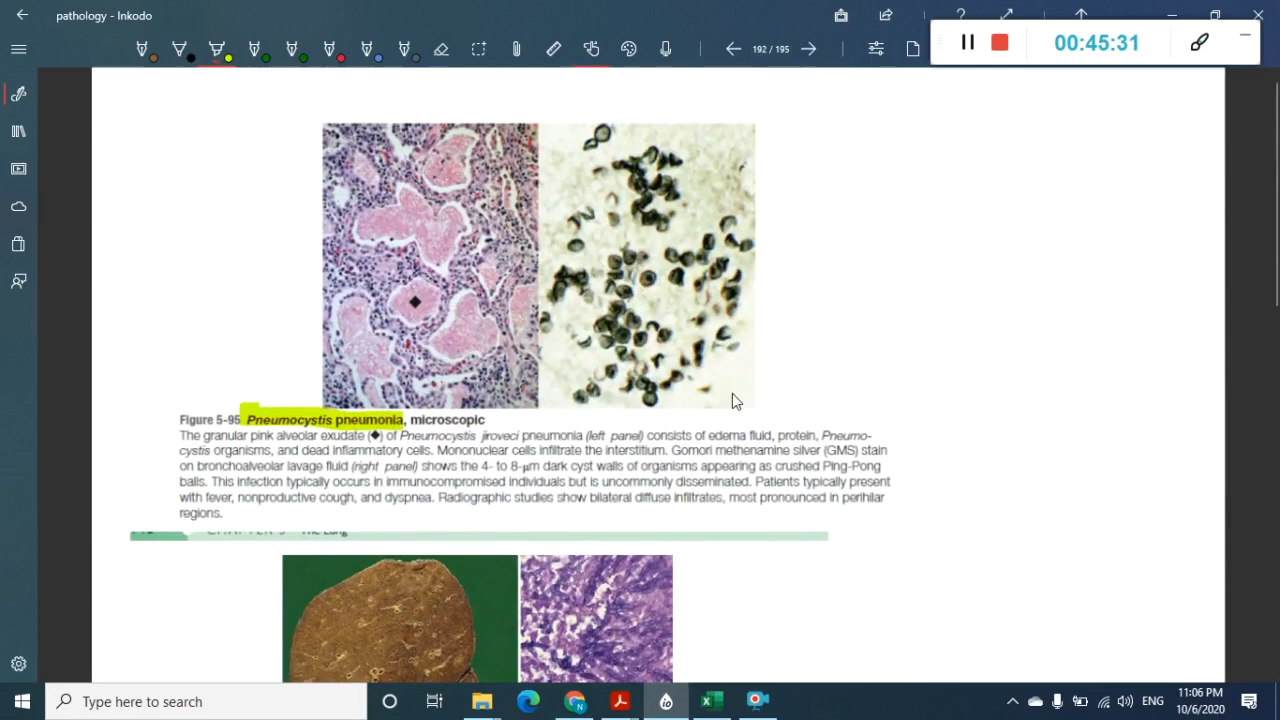 pathology - Inkodo
192 / 195
00:45:31
Figure 5-95 Pneumocystis pneumonia, microscopic
The granular pink alveolar exudate (◆) of Pneumocystis jiroveci pneumonia (left panel) consists of edema fluid, protein, Pneumo-
cystis organisms, and dead inflammatory cells. Mononuclear cells infiltrate the interstitium. Gomori methenamine silver (GMS) stain
on bronchoalveolar lavage fluid (right panel) shows the 4- to 8-μm dark cyst walls of organisms appearing as crushed Ping-Pong
balls. This infection typically occurs in immunocompromised individuals but is uncommonly disseminated. Patients typically present
with fever, nonproductive cough, and dyspnea. Radiographic studies show bilateral diffuse infiltrates, most pronounced in perihilar
regions.
CHAPTER 5 The Lung
Type here to search
ENG
11:06 PM
10/6/2020